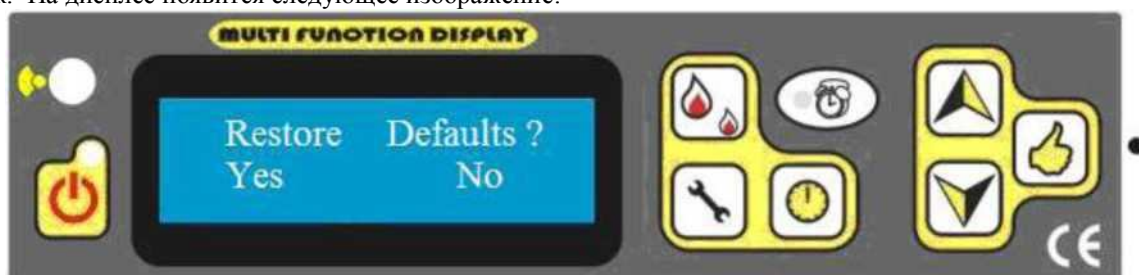 На дисплее появится следующее изображение:
MULTI FUNCTION DISPLAY
Restore Defaults ?
Yes No
CE